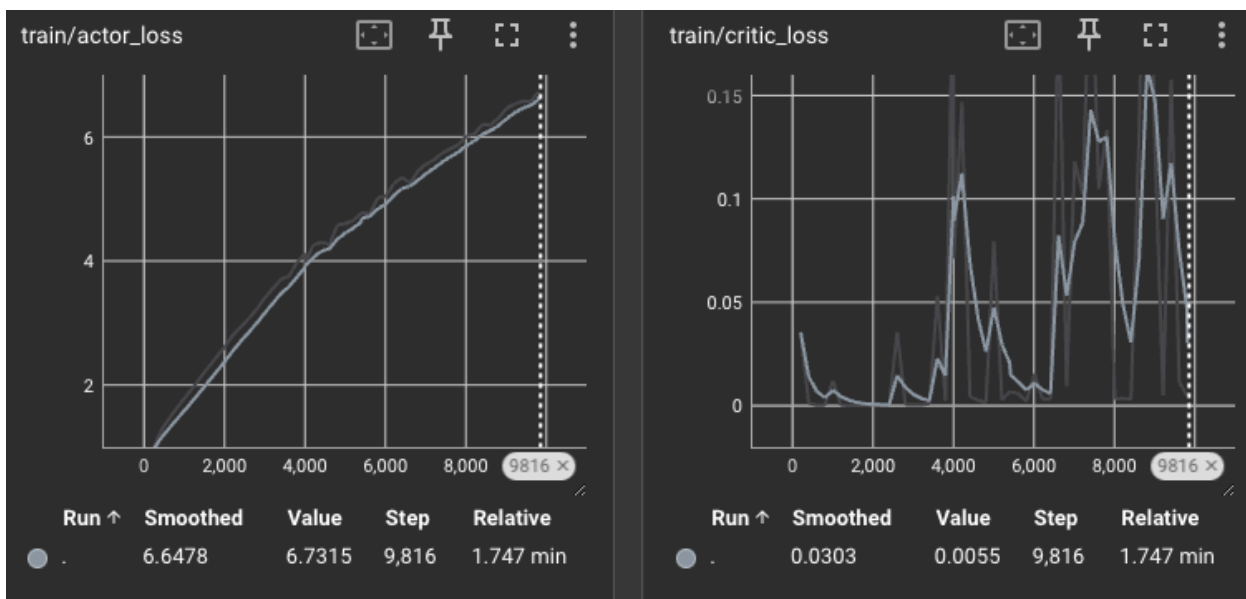 train/actor_loss
6
4
2
0 2,000 4,000 6,000 8,000 9816 ×
Run ↑ Smoothed Value Step Relative
. 6.6478 6.7315 9,816 1.747 min
train/critic_loss
0.15
0.1
0.05
0
0 2,000 4,000 6,000 8,000 9816 ×
Run ↑ Smoothed Value Step Relative
. 0.0303 0.0055 9,816 1.747 min